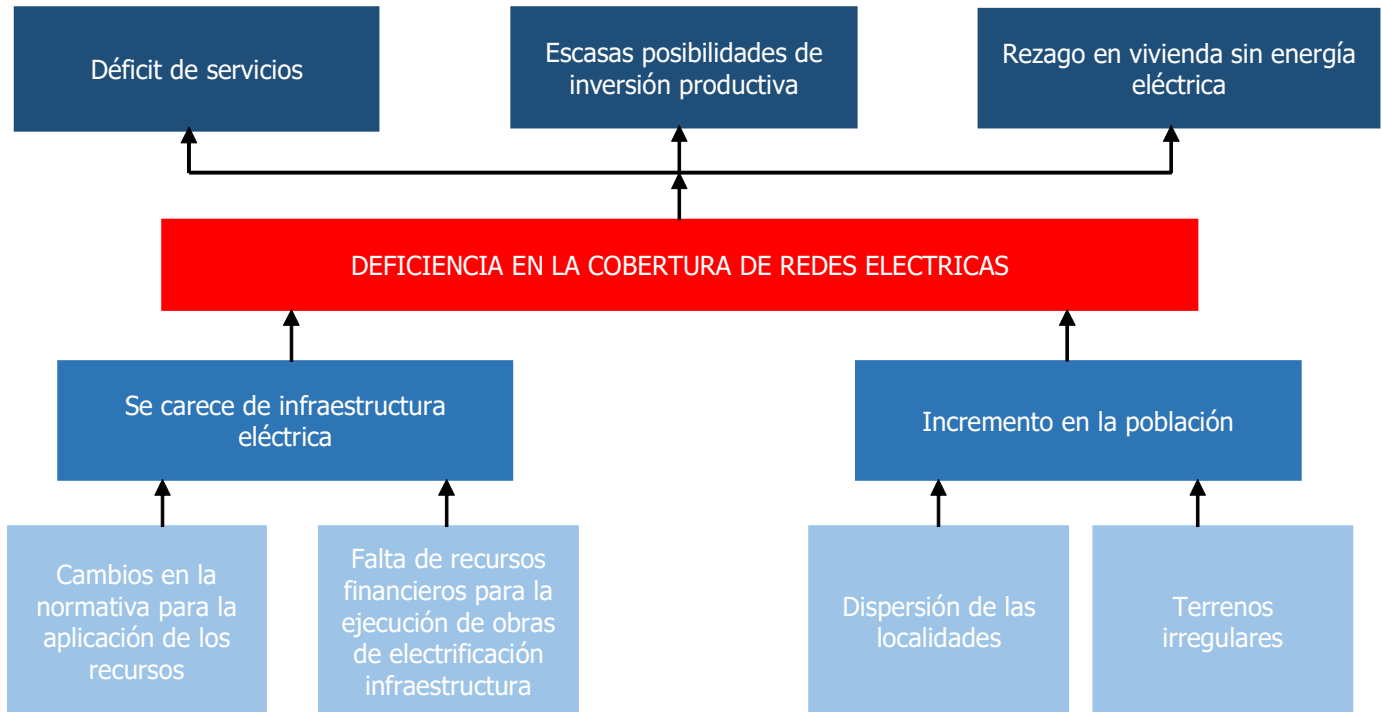 Déficit de servicios
Escasas posibilidades de
inversión productiva
Rezago en vivienda sin energía
eléctrica
DEFICIENCIA EN LA COBERTURA DE REDES ELECTRICAS
Se carece de infraestructura
eléctrica
Incremento en la población
Cambios en la
normativa para la
aplicación de los
recursos
Falta de recursos
financieros para la
ejecución de obras
de electrificación
infraestructura
Dispersión de las
localidades
Terrenos
irregulares